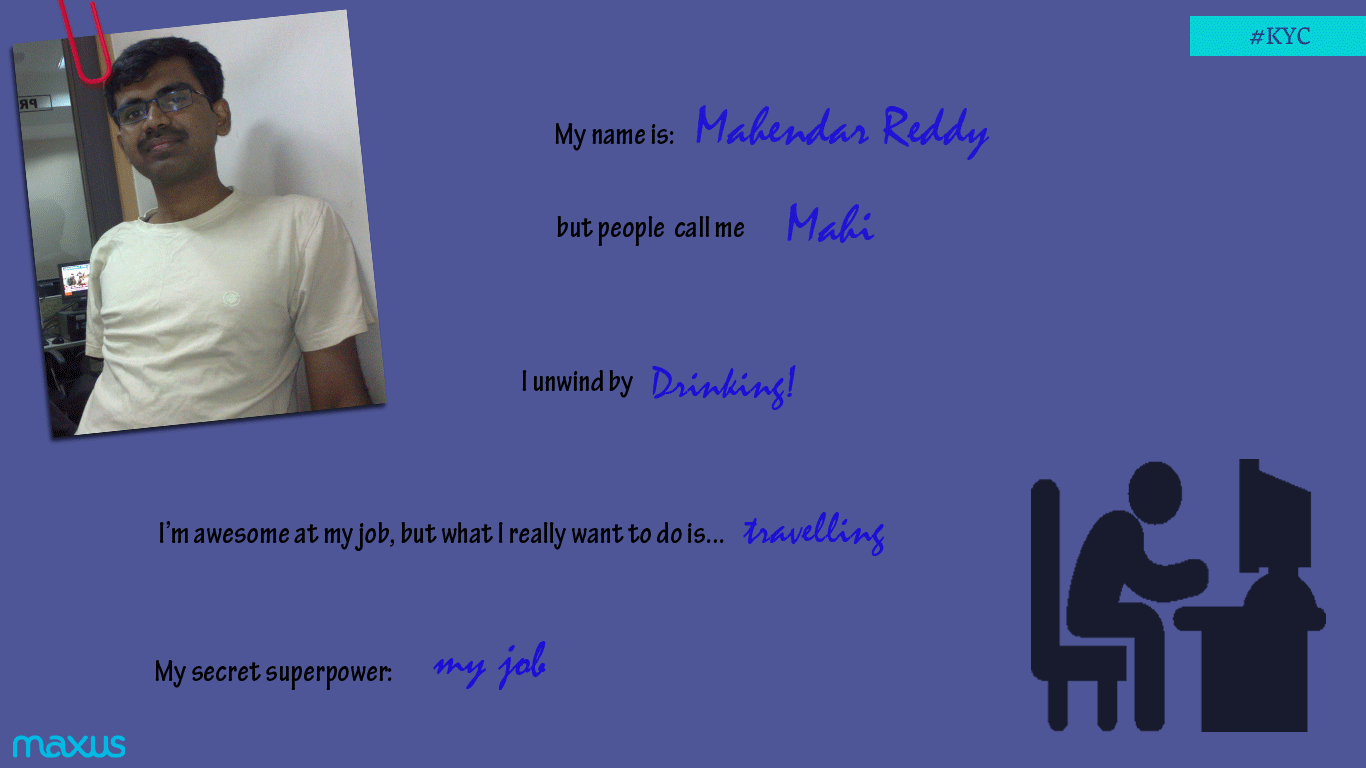 #KYC
My name is: Mahendar Reddy
but people call me Mahi
I unwind by Drinking!
I'm awesome at my job, but what I really want to do is... travelling
My secret superpower: my job
maxus